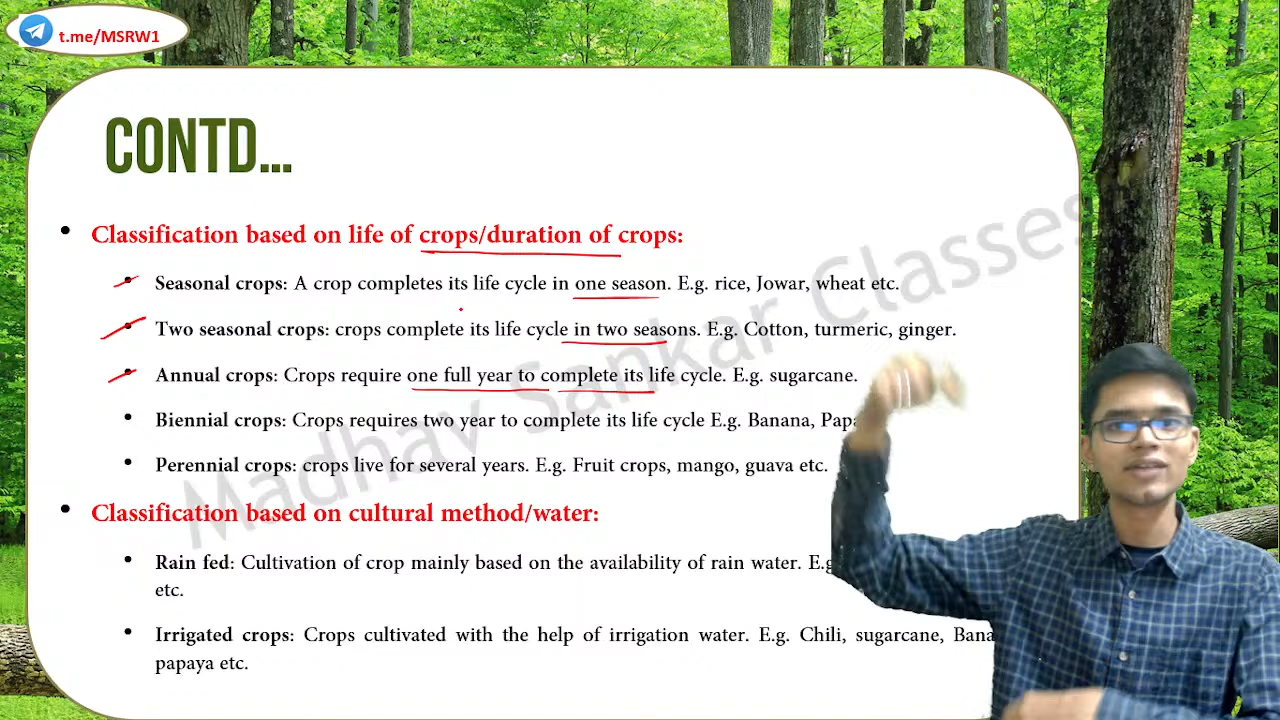 t.me/MSRW1
CONTD...
• Classification based on life of crops/duration of crops:
• Seasonal crops: A crop completes its life cycle in one season. E.g. rice, Jowar, wheat etc.
• Two seasonal crops: crops complete its life cycle in two seasons. E.g. Cotton, turmeric, ginger.
• Annual crops: Crops require one full year to complete its life cycle. E.g. sugarcane.
• Biennial crops: Crops requires two year to complete its life cycle E.g. Banana,
• Perennial crops: crops live for several years. E.g. Fruit crops, mango, guava etc.
• Classification based on cultural method/water:
• Rain fed: Cultivation of crop mainly based on the availability of rain water.
etc.
• Irrigated crops: Crops cultivated with the help of irrigation water. E.g. Chili, sugarcane,
papaya etc.
Madhav Sankar Classes